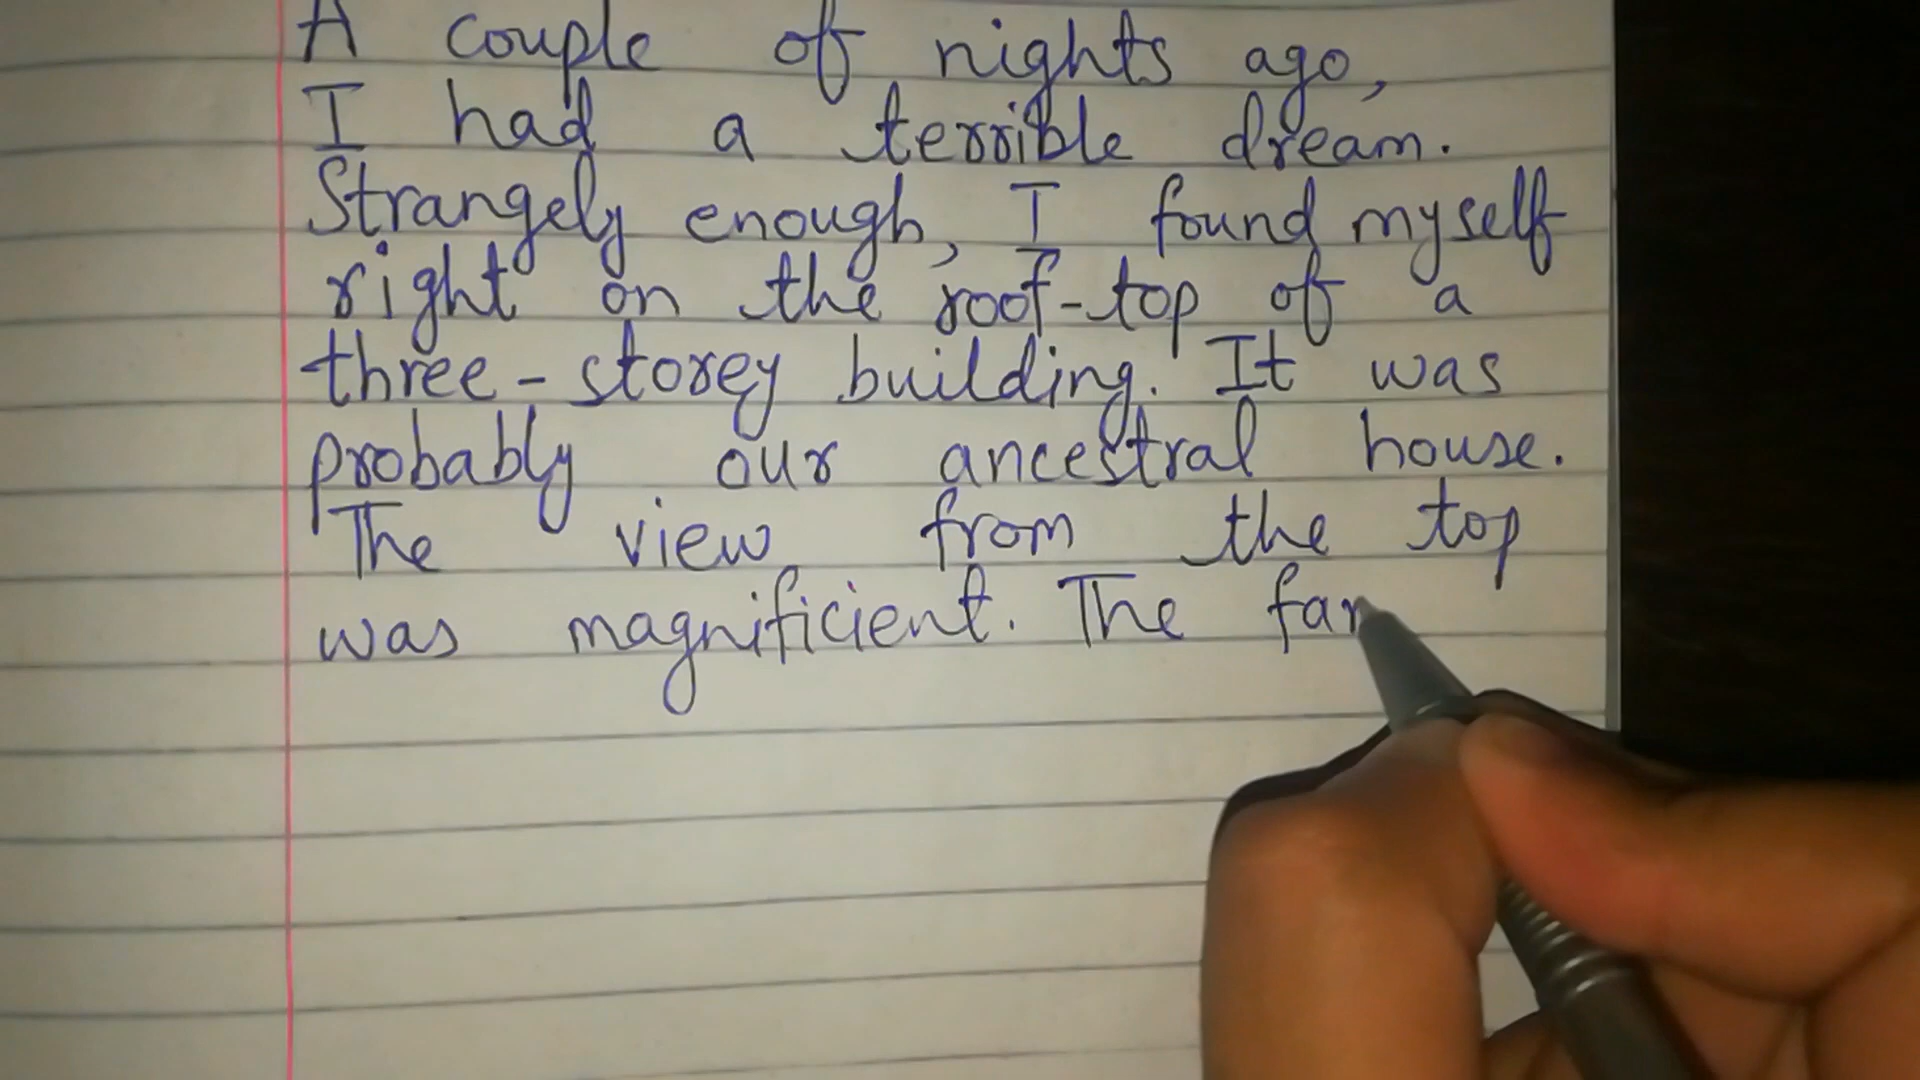 A couple of nights ago,
I had a terrible dream.
Strangely enough, I found myself
right on the roof-top of a
three-storey building. It was
probably our ancestral house.
The view from the top
was magnificient. The far